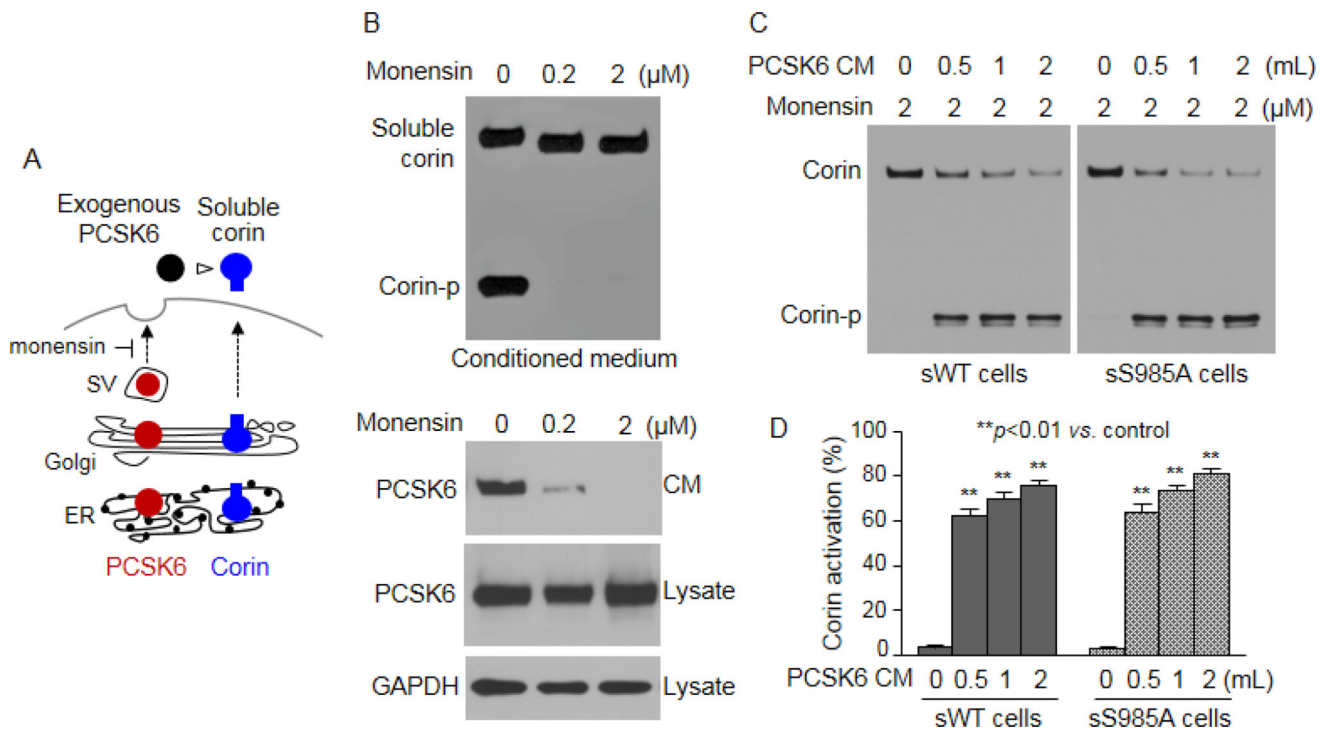 A
Exogenous
PCSK6
Soluble
corin
monensin
SV
Golgi
ER
PCSK6 Corin
B
Monensin 0 0.2 2 (µM)
Soluble
corin
Corin-p
Conditioned medium
Monensin 0 0.2 2 (µM)
PCSK6 CM
PCSK6 Lysate
GAPDH Lysate
C
PCSK6 CM 0 0.5 1 2 0 0.5 1 2 (mL)
Monensin 2 2 2 2 2 2 2 2 (µM)
Corin
Corin-p
sWT cells sS985A cells
D
**p<0.01 vs. control
Corin activation (%)
100
80
60
40
20
0
** ** ** ** ** **
PCSK6 CM 0 0.5 1 2 0 0.5 1 2 (mL)
sWT cells sS985A cells